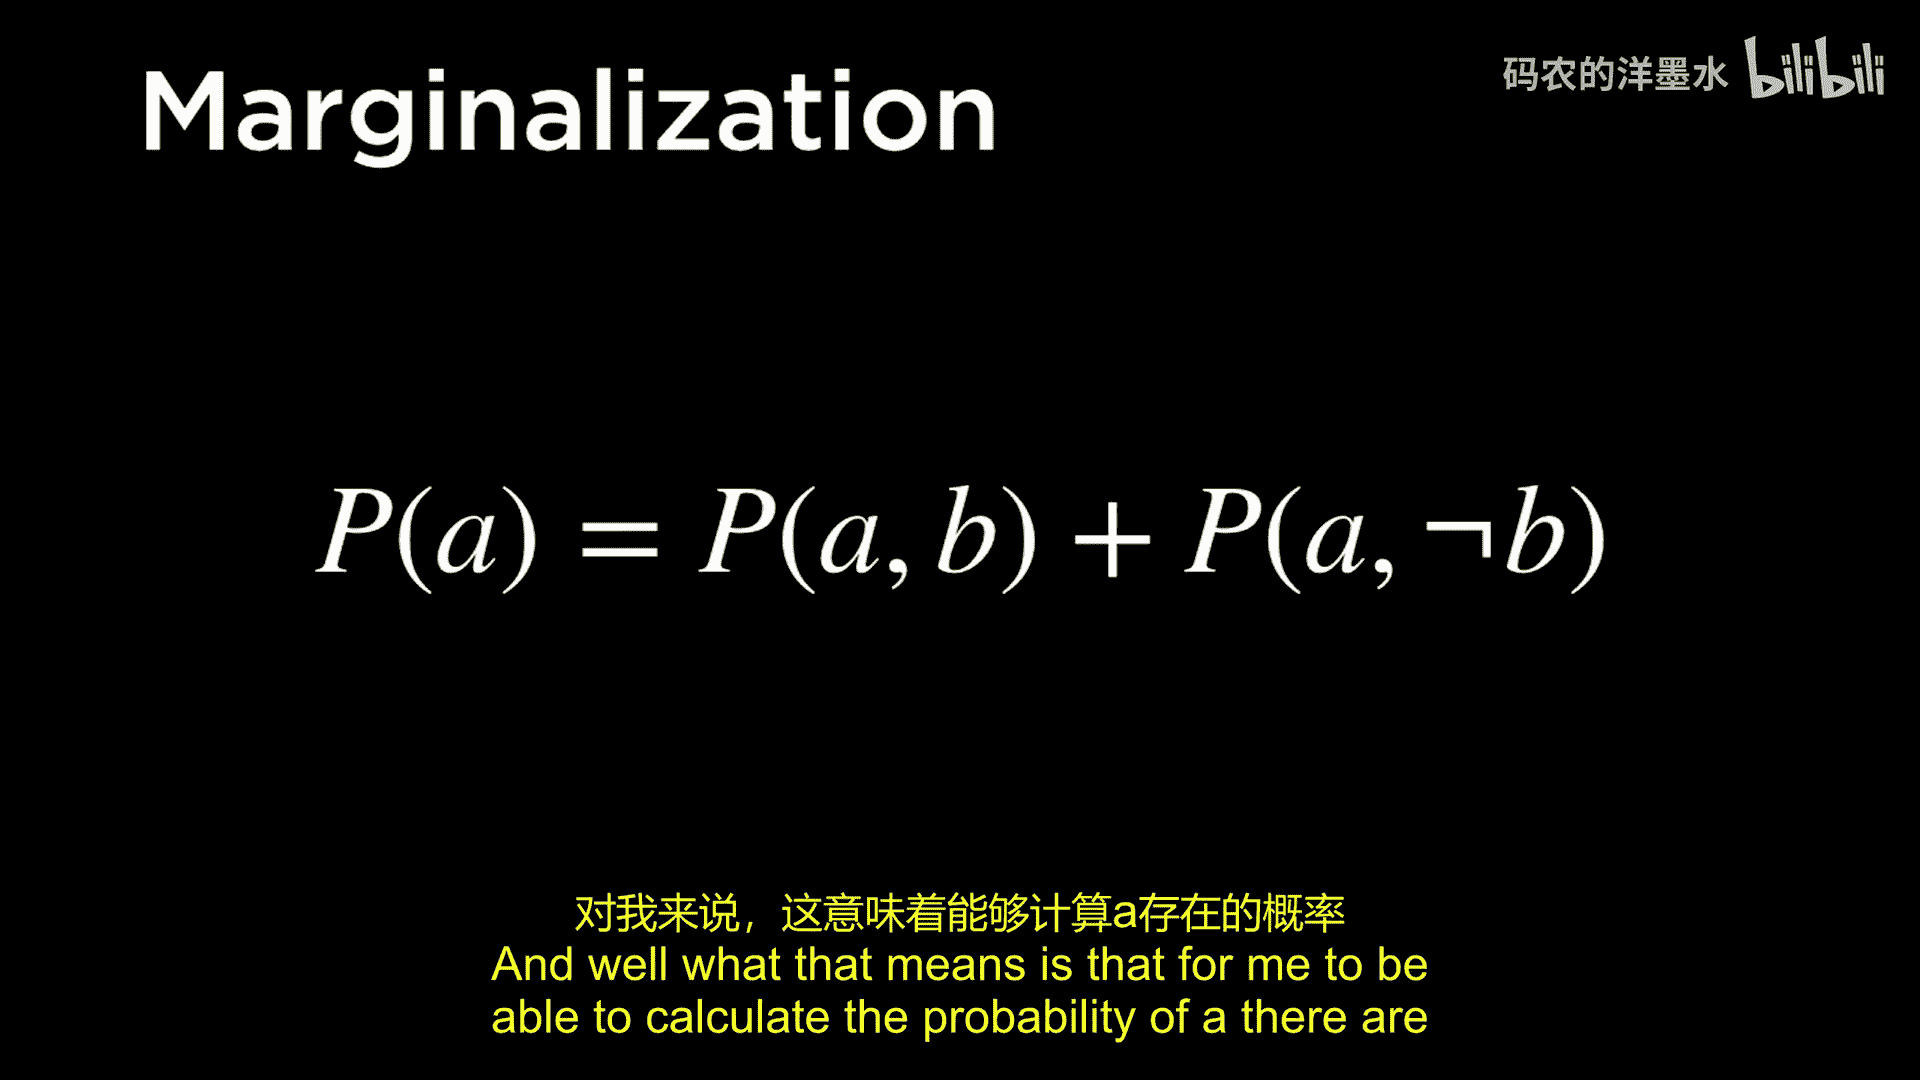 Marginalization
码农的洋墨水 bilibili
P(a) = P(a, b) + P(a, ¬b)
对我来说，这意味着能够计算a存在的概率
And well what that means is that for me to be
able to calculate the probability of a there are